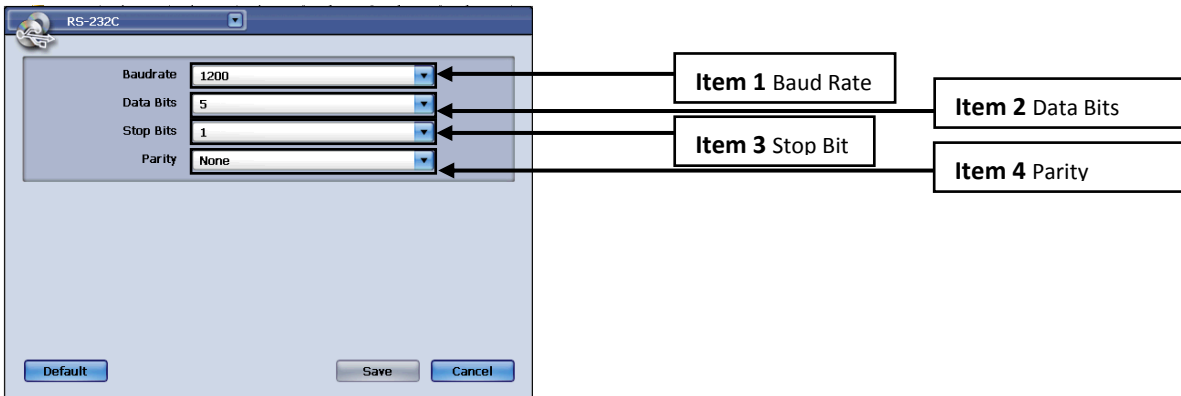 RS-232C
Baudrate 1200
Item 1 Baud Rate
Data Bits 5
Item 2 Data Bits
Stop Bits 1
Item 3 Stop Bit
Parity None
Item 4 Parity
Default Save Cancel